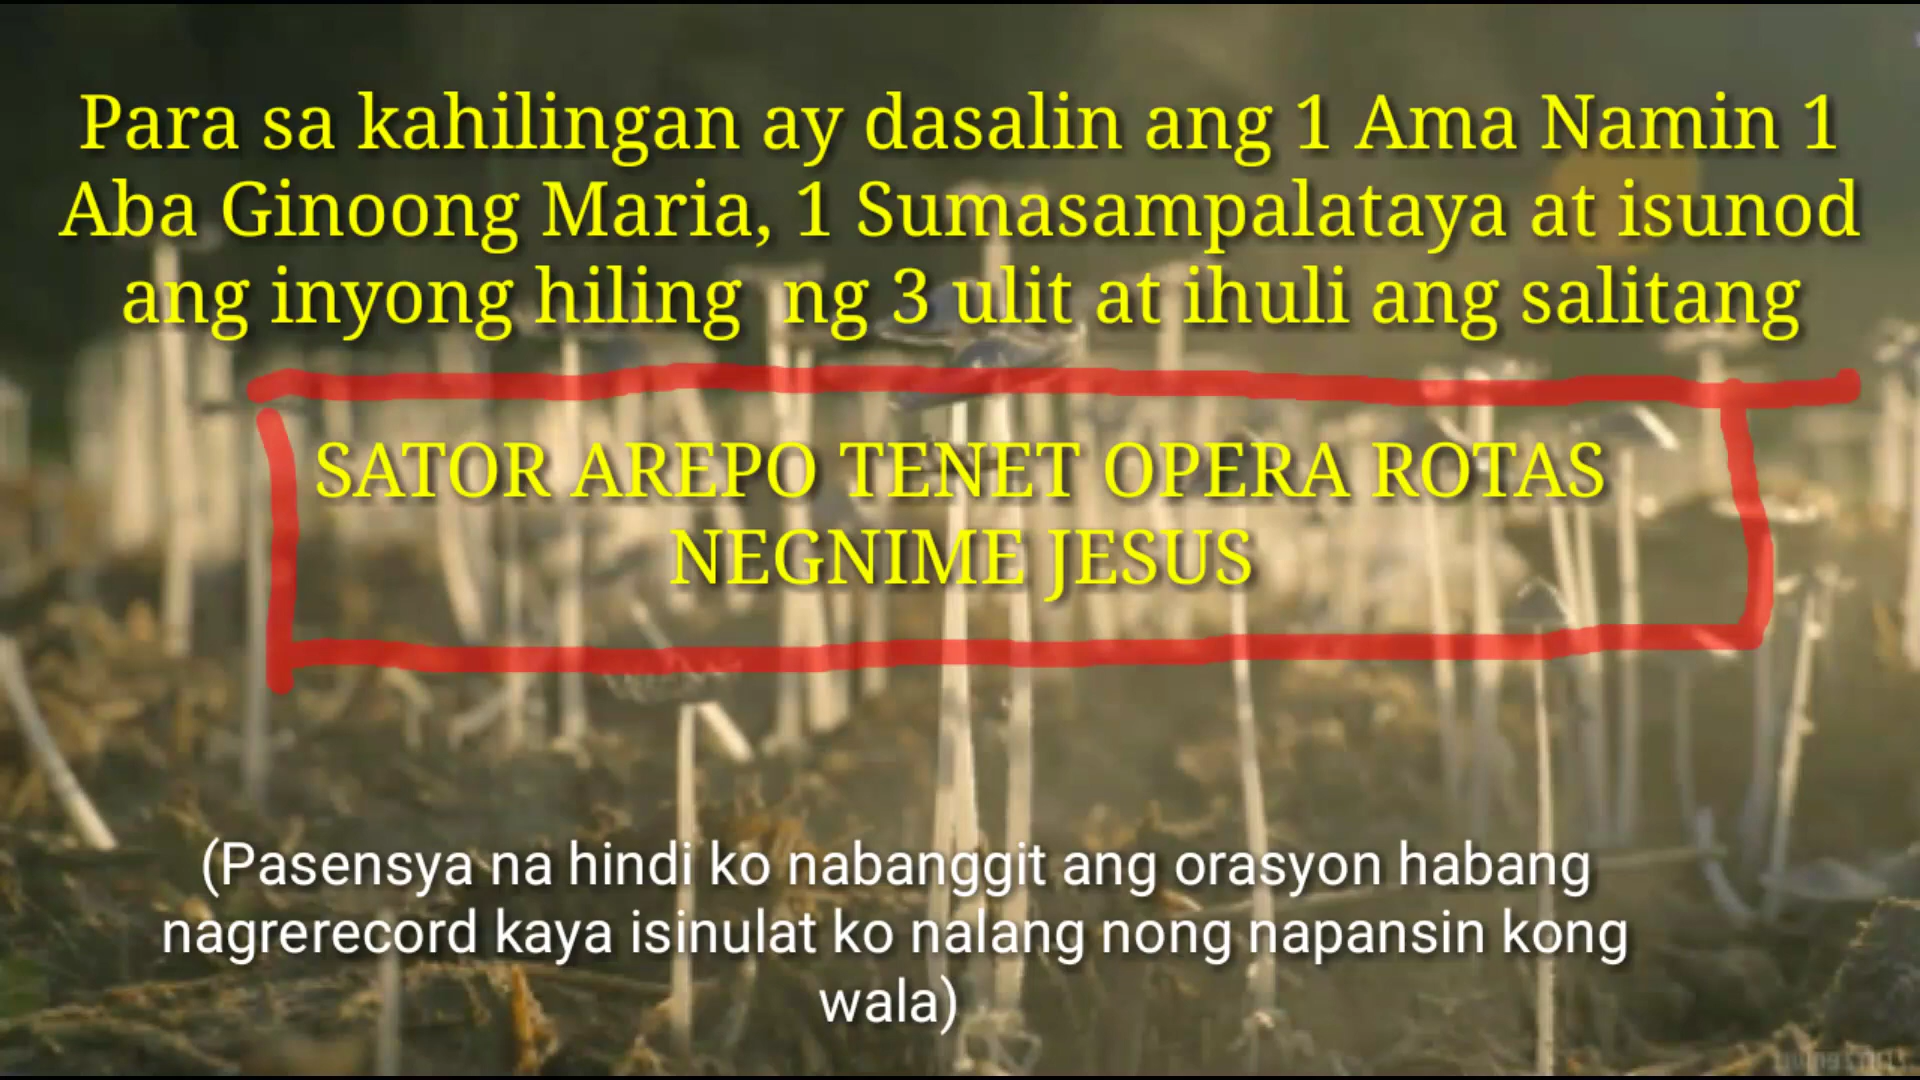 Para sa kahilingan ay dasalin ang 1 Ama Namin 1
Aba Ginoong Maria, 1 Sumasampalataya at isunod
ang inyong hiling ng 3 ulit at ihuli ang salitang
SATOR AREPO TENET OPERA ROTAS
NEGNIME JESUS
(Pasensya na hindi ko nabanggit ang orasyon habang
nagrerecord kaya isinulat ko nalang nong napansin kong
wala)